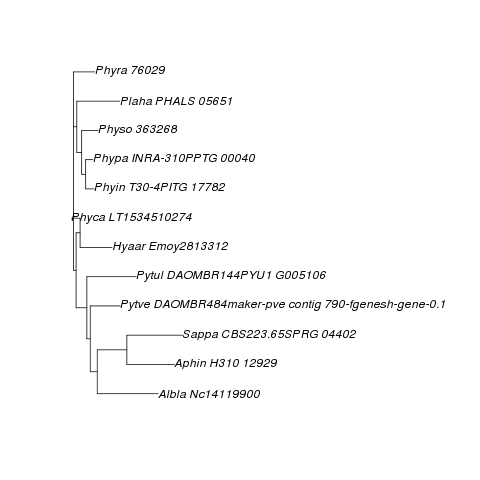 Phyra 76029
Plaha PHALS 05651
Physo 363268
Phypa INRA-310PPTG 00040
Phyin T30-4PITG 17782
Phyca LT1534510274
Hyaar Emoy2813312
Pytul DAOMBR144PYU1 G005106
Pytve DAOMBR484maker-pve contig 790-fgenesh-gene-0.1
Sappa CBS223.65SPRG 04402
Aphin H310 12929
Albla Nc14119900